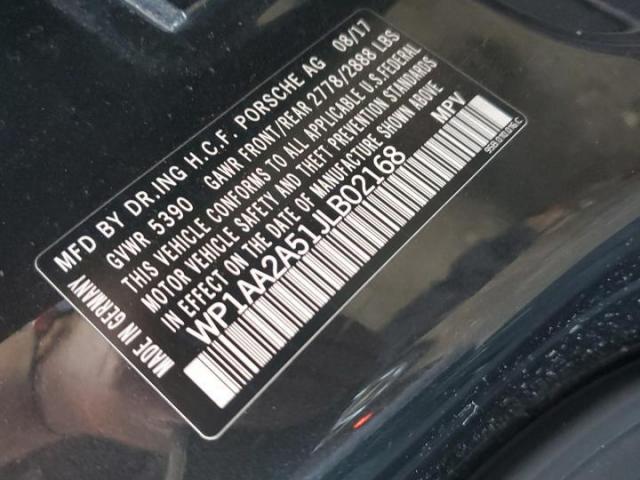 MFD BY DR.ING H.C.F. PORSCHE AG 08/17
GVWR 5390 GAWR FRONT/REAR 2778/2888 LBS
THIS VEHICLE CONFORMS TO ALL APPLICABLE U.S.FEDERAL
MOTOR VEHICLE SAFETY AND THEFT PREVENTION STANDARDS
IN EFFECT ON THE DATE OF MANUFACTURE SHOWN ABOVE
WP1AA2A51JLB02168 MPV
MADE IN GERMANY